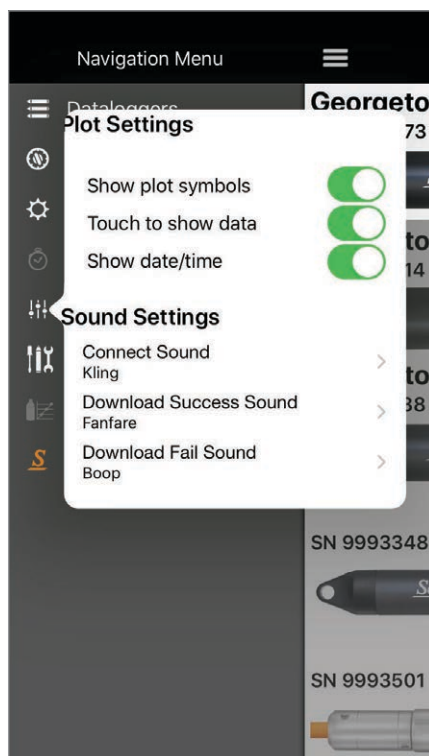 Navigation Menu
Dataloggers
Georgeto
73
Plot Settings
Show plot symbols
Touch to show data
Show date/time
to
14
Sound Settings
Connect Sound
Kling
to
38
Download Success Sound
Fanfare
Download Fail Sound
Boop
S
SN 9993348
SN 9993501